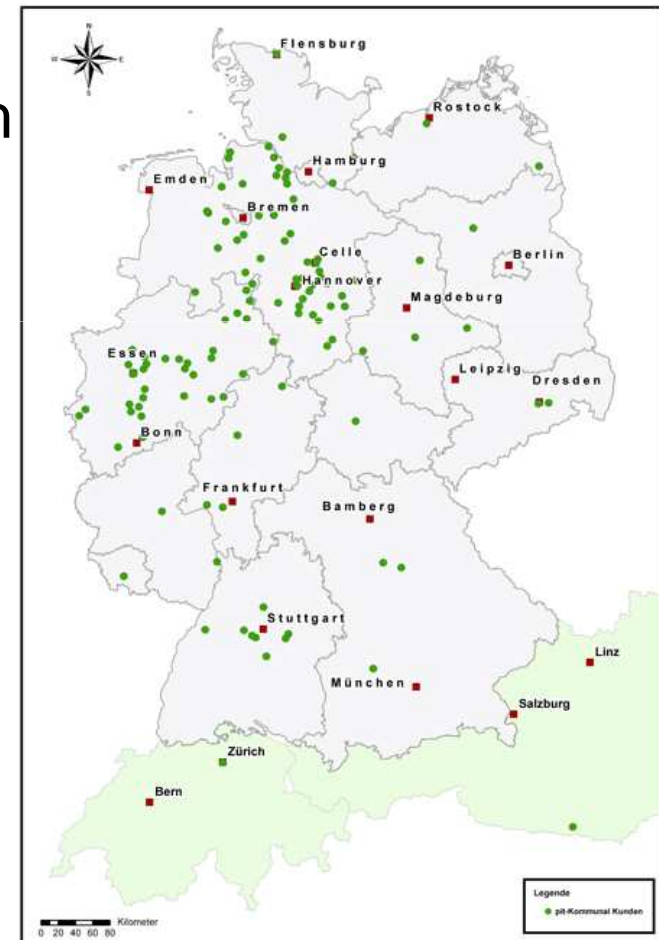 N
W E
S
n
Flensburg
Rostock
Hamburg
Emden
Bremen
Celle
Berlin
Hannover
Magdeburg
Essen
Leipzig
Dresden
Bonn
Frankfurt
Bamberg
Stuttgart
Linz
München
Salzburg
Zürich
Bern
Legende
pit-Kommunal Kunden
Kilometer
0 20 40 60 80